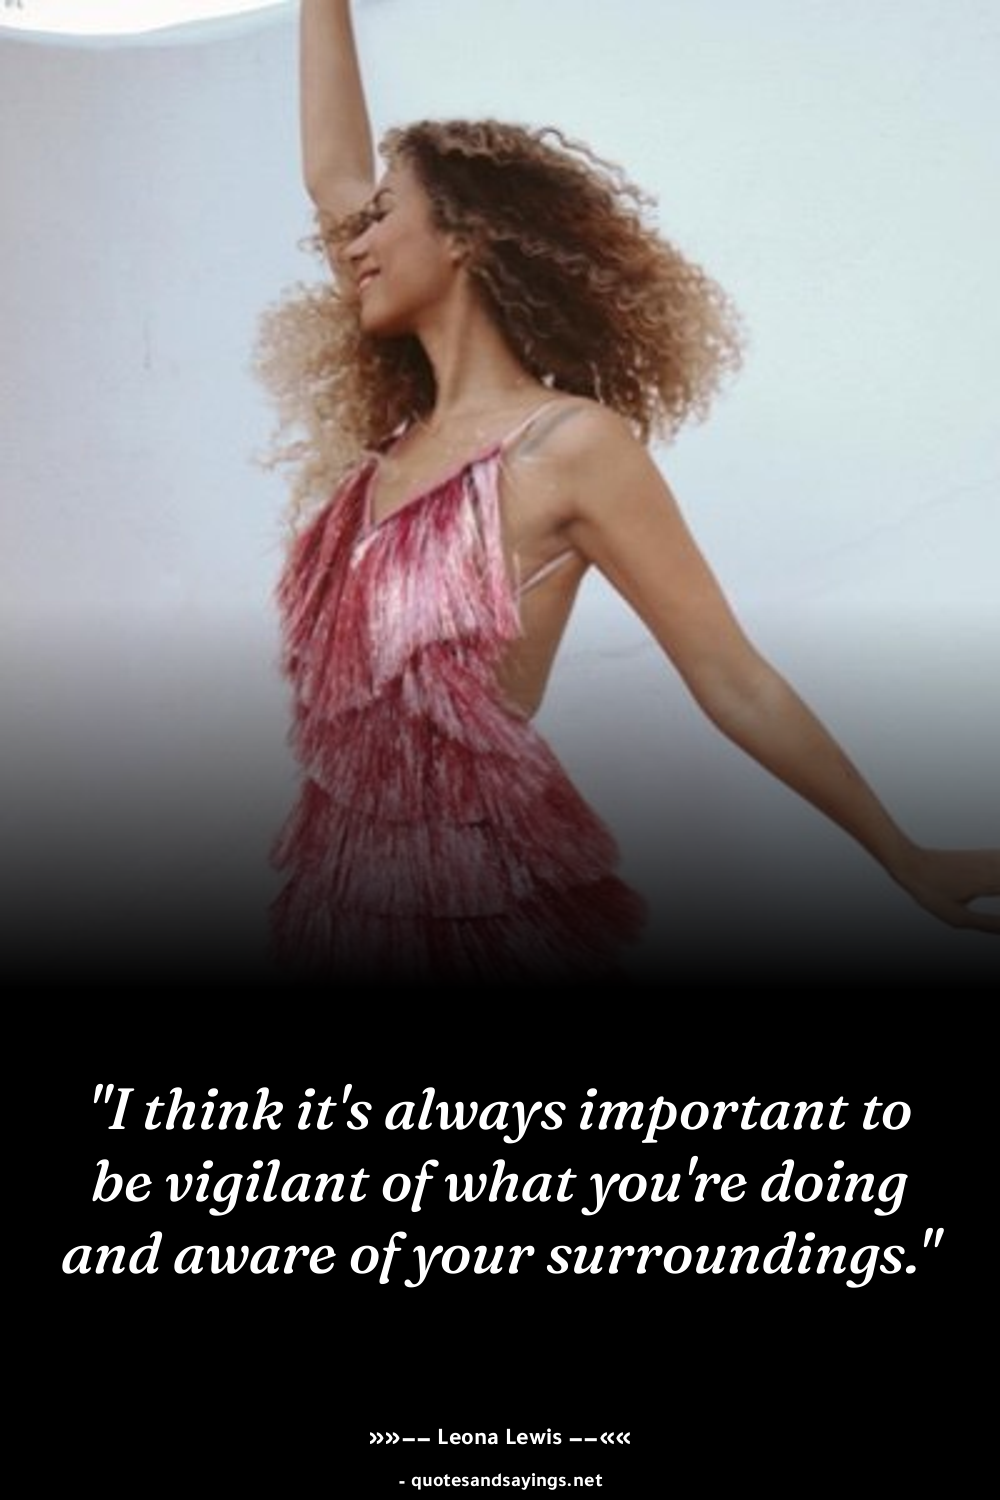 "I think it's always important to
be vigilant of what you're doing
and aware of your surroundings."
»»–– Leona Lewis ––««
- quotesandsayings.net